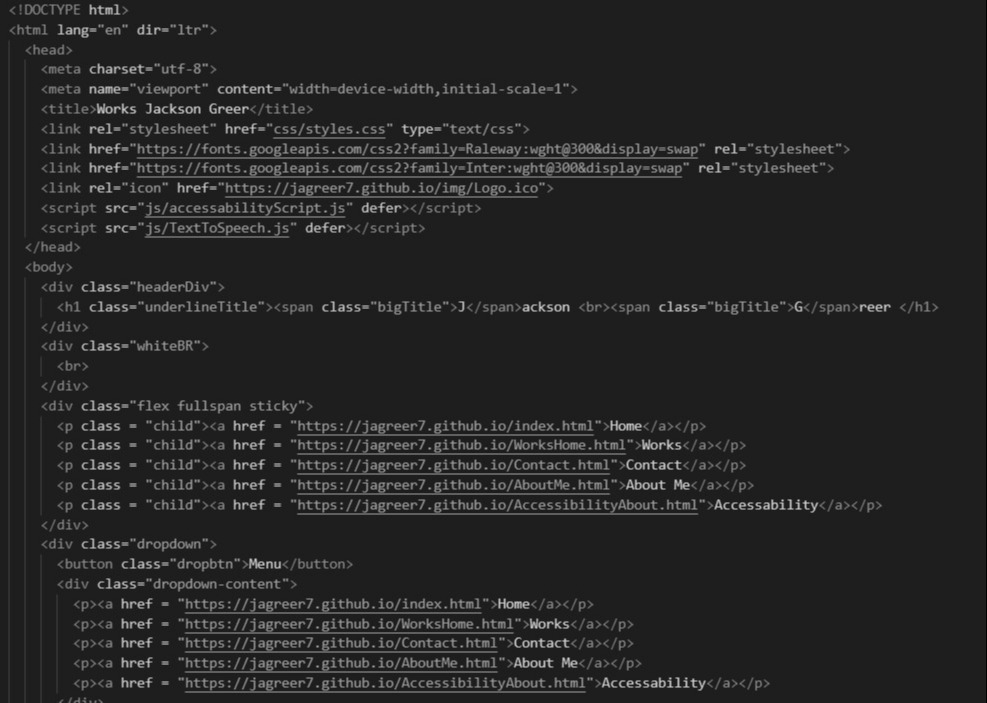 <!DOCTYPE html>
<html lang="en" dir="ltr">
<head>
<meta charset="utf-8">
<meta name="viewport" content="width=device-width,initial-scale=1">
<title>Works Jackson Greer</title>
<link rel="stylesheet" href="css/styles.css" type="text/css">
<link href="https://fonts.googleapis.com/css2?family=Raleway:wght@300&display=swap" rel="stylesheet">
<link href="https://fonts.googleapis.com/css2?family=Inter:wght@300&display=swap" rel="stylesheet">
<link rel="icon" href="https://jagreer7.github.io/img/Logo.ico">
<script src="js/accessabilityScript.js" defer></script>
<script src="js/TextToSpeech.js" defer></script>
</head>
<body>
<div class="headerDiv">
<h1 class="underlineTitle"><span class="bigTitle">J</span>ackson <br><span class="bigTitle">G</span>reer </h1>
</div>
<div class="whiteBR">
<br>
</div>
<div class="flex fullspan sticky">
<p class = "child"><a href = "https://jagreer7.github.io/index.html">Home</a></p>
<p class = "child"><a href = "https://jagreer7.github.io/WorksHome.html">Works</a></p>
<p class = "child"><a href = "https://jagreer7.github.io/Contact.html">Contact</a></p>
<p class = "child"><a href = "https://jagreer7.github.io/AboutMe.html">About Me</a></p>
<p class = "child"><a href = "https://jagreer7.github.io/AccessibilityAbout.html">Accessability</a></p>
</div>
<div class="dropdown">
<button class="dropbtn">Menu</button>
<div class="dropdown-content">
<p><a href = "https://jagreer7.github.io/index.html">Home</a></p>
<p><a href = "https://jagreer7.github.io/WorksHome.html">Works</a></p>
<p><a href = "https://jagreer7.github.io/Contact.html">Contact</a></p>
<p><a href = "https://jagreer7.github.io/AboutMe.html">About Me</a></p>
<p><a href = "https://jagreer7.github.io/AccessibilityAbout.html">Accessability</a></p>
</div>